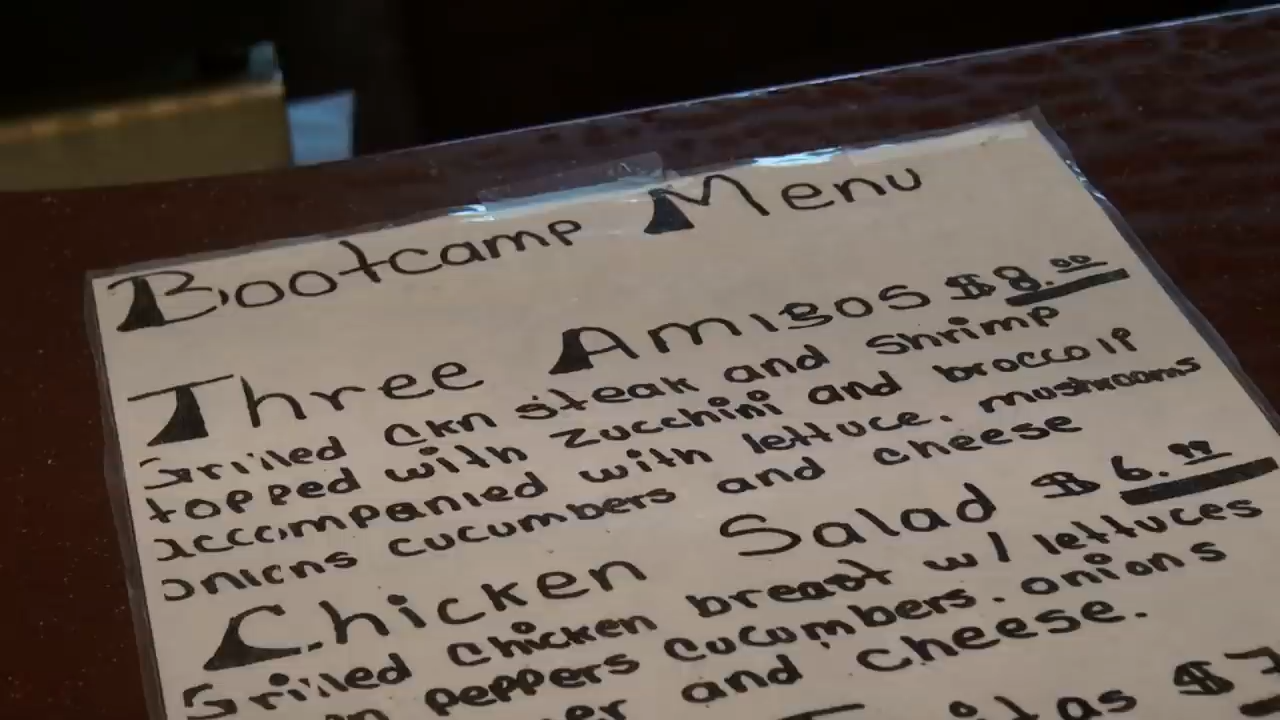 Bootcamp Menu
Three Amigos $8.00
Grilled ckn steak and shrimp
topped with zucchini and broccoli
accompanied with lettuce. mushrooms
onions cucumbers and cheese
Chicken Salad $6.99
Grilled chicken breast w/ lettuces
peppers cucumbers. onions
and cheese.
$7